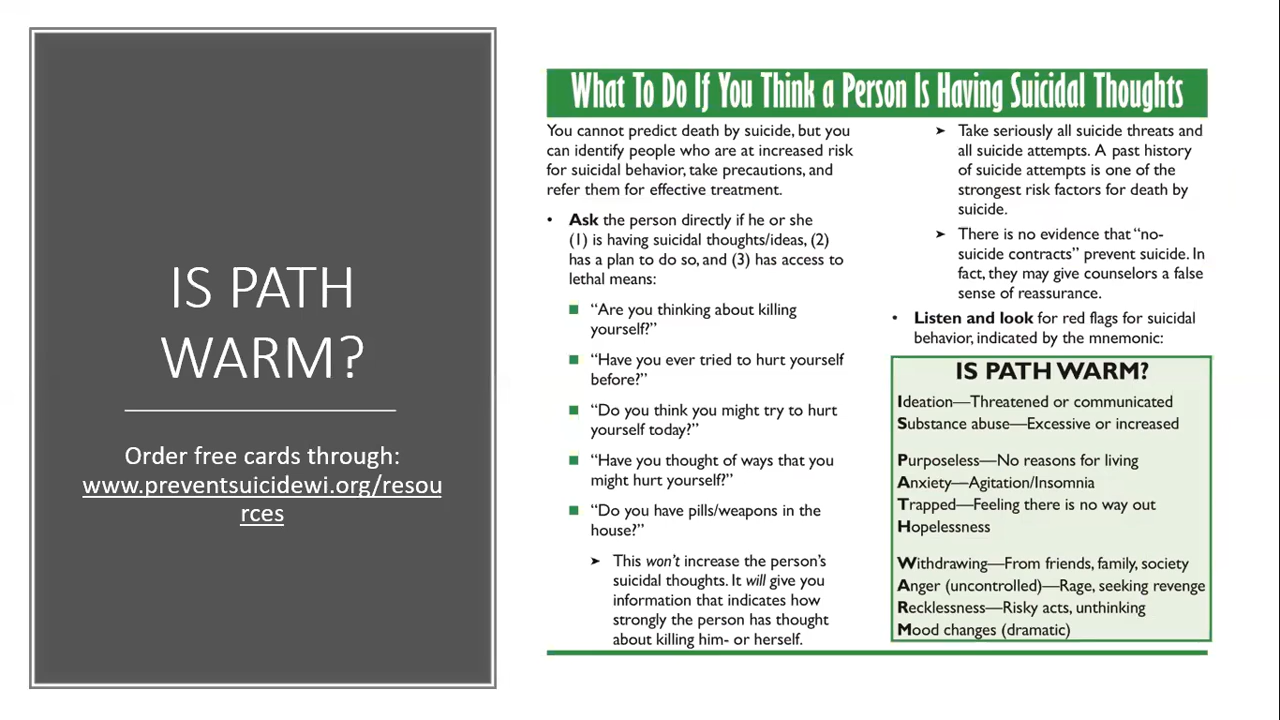 IS PATH
WARM?
Order free cards through:
www.preventsuicidewi.org/resou
rces
What To Do If You Think a Person Is Having Suicidal Thoughts
You cannot predict death by suicide, but you
can identify people who are at increased risk
for suicidal behavior, take precautions, and
refer them for effective treatment.
• Ask the person directly if he or she
(1) is having suicidal thoughts/ideas, (2)
has a plan to do so, and (3) has access to
lethal means:
■ “Are you thinking about killing
yourself?”
■ “Have you ever tried to hurt yourself
before?”
■ “Do you think you might try to hurt
yourself today?”
■ “Have you thought of ways that you
might hurt yourself?”
■ “Do you have pills/weapons in the
house?”
➤ This won’t increase the person’s
suicidal thoughts. It will give you
information that indicates how
strongly the person has thought
about killing him- or herself.
➤ Take seriously all suicide threats and
all suicide attempts. A past history
of suicide attempts is one of the
strongest risk factors for death by
suicide.
➤ There is no evidence that “no-
suicide contracts” prevent suicide. In
fact, they may give counselors a false
sense of reassurance.
• Listen and look for red flags for suicidal
behavior, indicated by the mnemonic:
IS PATH WARM?
Ideation—Threatened or communicated
Substance abuse—Excessive or increased
Purposeless—No reasons for living
Anxiety—Agitation/Insomnia
Trapped—Feeling there is no way out
Hopelessness
Withdrawing—From friends, family, society
Anger (uncontrolled)—Rage, seeking revenge
Recklessness—Risky acts, unthinking
Mood changes (dramatic)